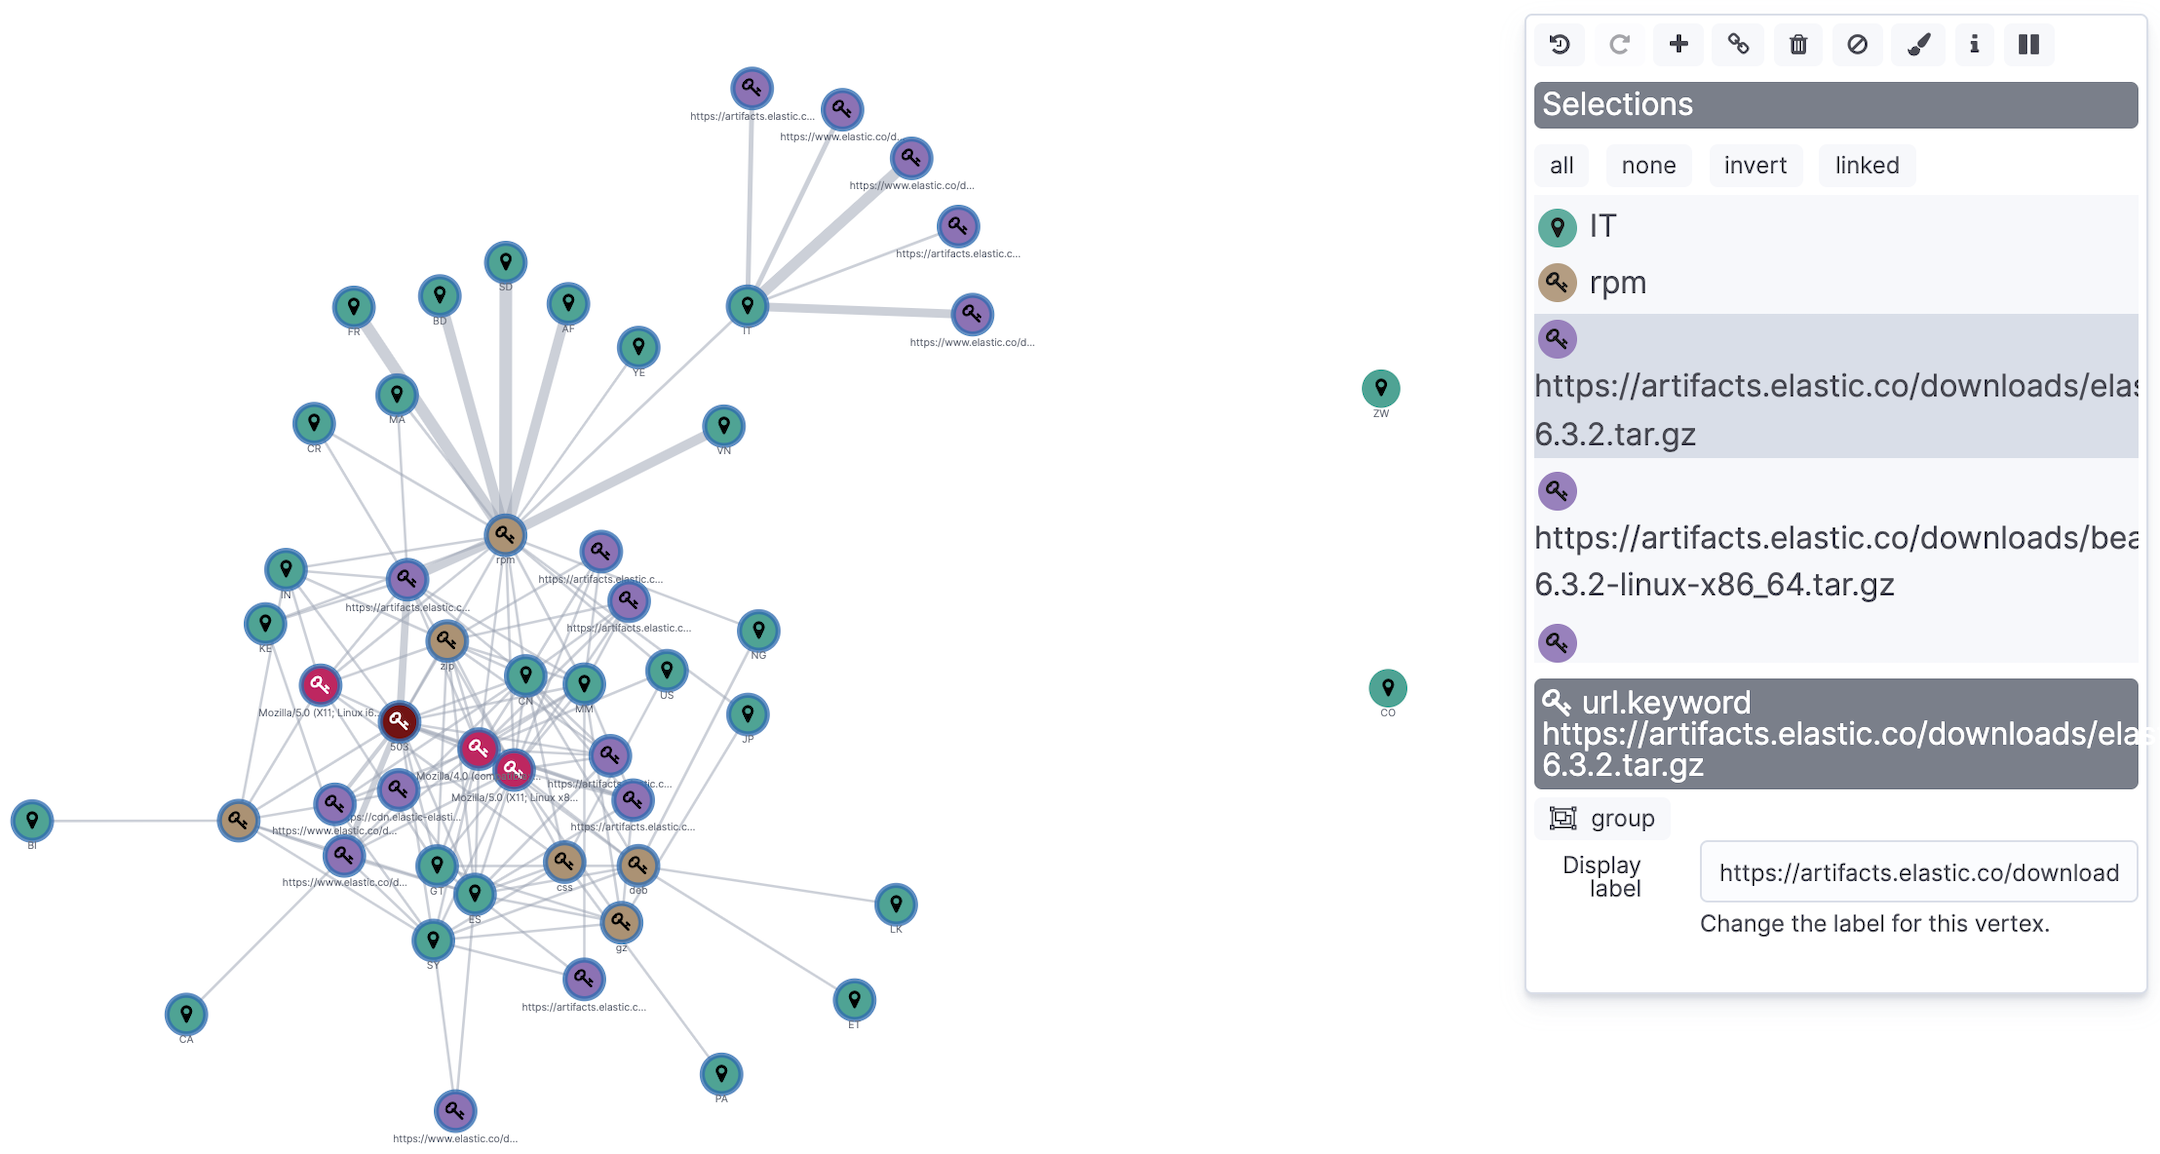 https://artifacts.elastic.c...
https://www.elastic.co/d...
https://www.elastic.co/d...
https://artifacts.elastic.c...
https://www.elastic.co/d...
IT
SD
BD
AF
FR
YE
MA
CR
VN
rpm
https://artifacts.elastic.c...
https://artifacts.elastic.c...
IN
https://artifacts.elastic.c...
KE
zip
NG
US
CN
MM
Mozilla/5.0 (X11; Linux i6...
JP
503
Mozilla/4.0 (compatible;...
https://artifacts.elastic.c...
Mozilla/5.0 (X11; Linux x8...
https://artifacts.elastic.c...
https://www.elastic.co/d...
BI
https://www.elastic.co/d...
GT
css
deb
ES
LK
gz
SY
https://artifacts.elastic.c...
ET
CA
PA
https://www.elastic.co/d...
ZW
CO
Selections
all none invert linked
IT
rpm
https://artifacts.elastic.co/downloads/elas
6.3.2.tar.gz
https://artifacts.elastic.co/downloads/bea
6.3.2-linux-x86_64.tar.gz
url.keyword
https://artifacts.elastic.co/downloads/elas
6.3.2.tar.gz
group
Display
label
https://artifacts.elastic.co/download
Change the label for this vertex.